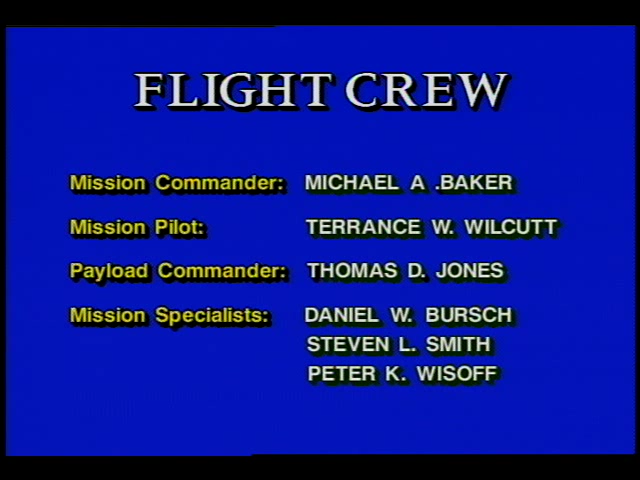 FLIGHT CREW
Mission Commander: MICHAEL A .BAKER
Mission Pilot: TERRANCE W. WILCUTT
Payload Commander: THOMAS D. JONES
Mission Specialists: DANIEL W. BURSCH
STEVEN L. SMITH
PETER K. WISOFF